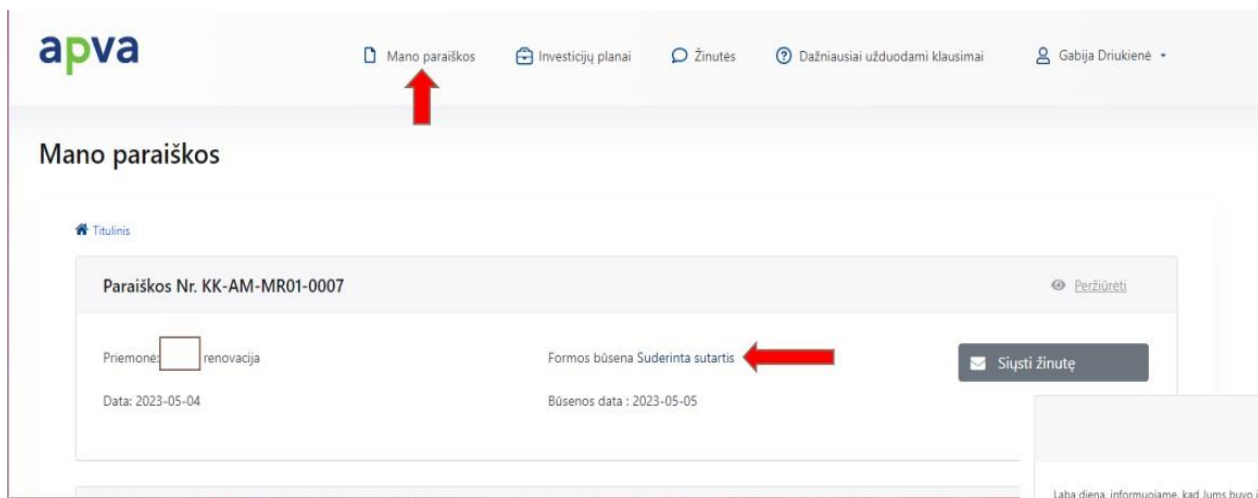 apva
Mano paraiškos Investicijų planai Žinutės Dažniausiai užduodami klausimai Gabija Driukienė
Mano paraiškos
Titulinis
Paraiškos Nr. KK-AM-MR01-0007 Peržiūrėti
Priemonė: renovacija Formos būsena Suderinta sutartis Siųsti žinutę
Data: 2023-05-04 Būsenos data : 2023-05-05
Laba diena, informuojame, kad Jums buvo